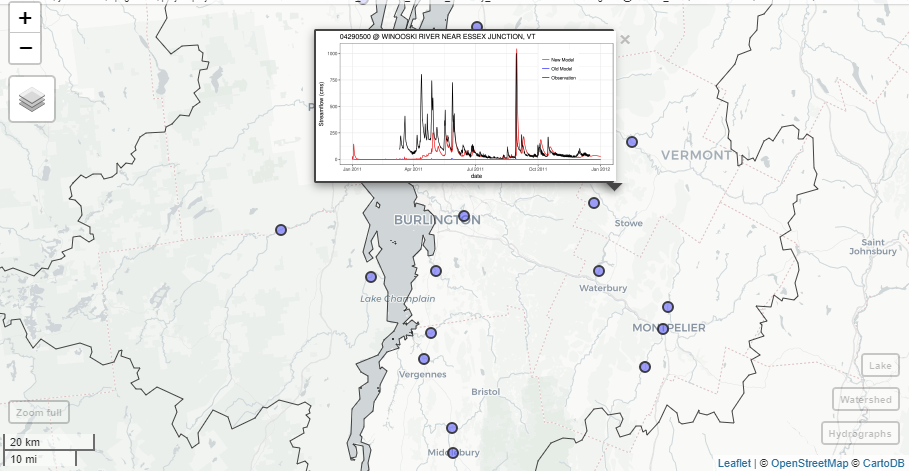 +
−
04290500 @ WINOOSKI RIVER NEAR ESSEX JUNCTION, VT
×
Streamflow (cms)
1000
750
500
250
0
New Model
Old Model
Observation
Jan 2011
Apr 2011
Jul 2011
Oct 2011
Jan 2012
date
VERMONT
BURLINGTON
Stowe
Saint
Johnsbury
Waterbury
Lake Champlain
MONTPELIER
Vergennes
Bristol
Middlebury
Lake
Watershed
Hydrographs
Zoom full
20 km
10 mi
Leaflet | © OpenStreetMap © CartoDB